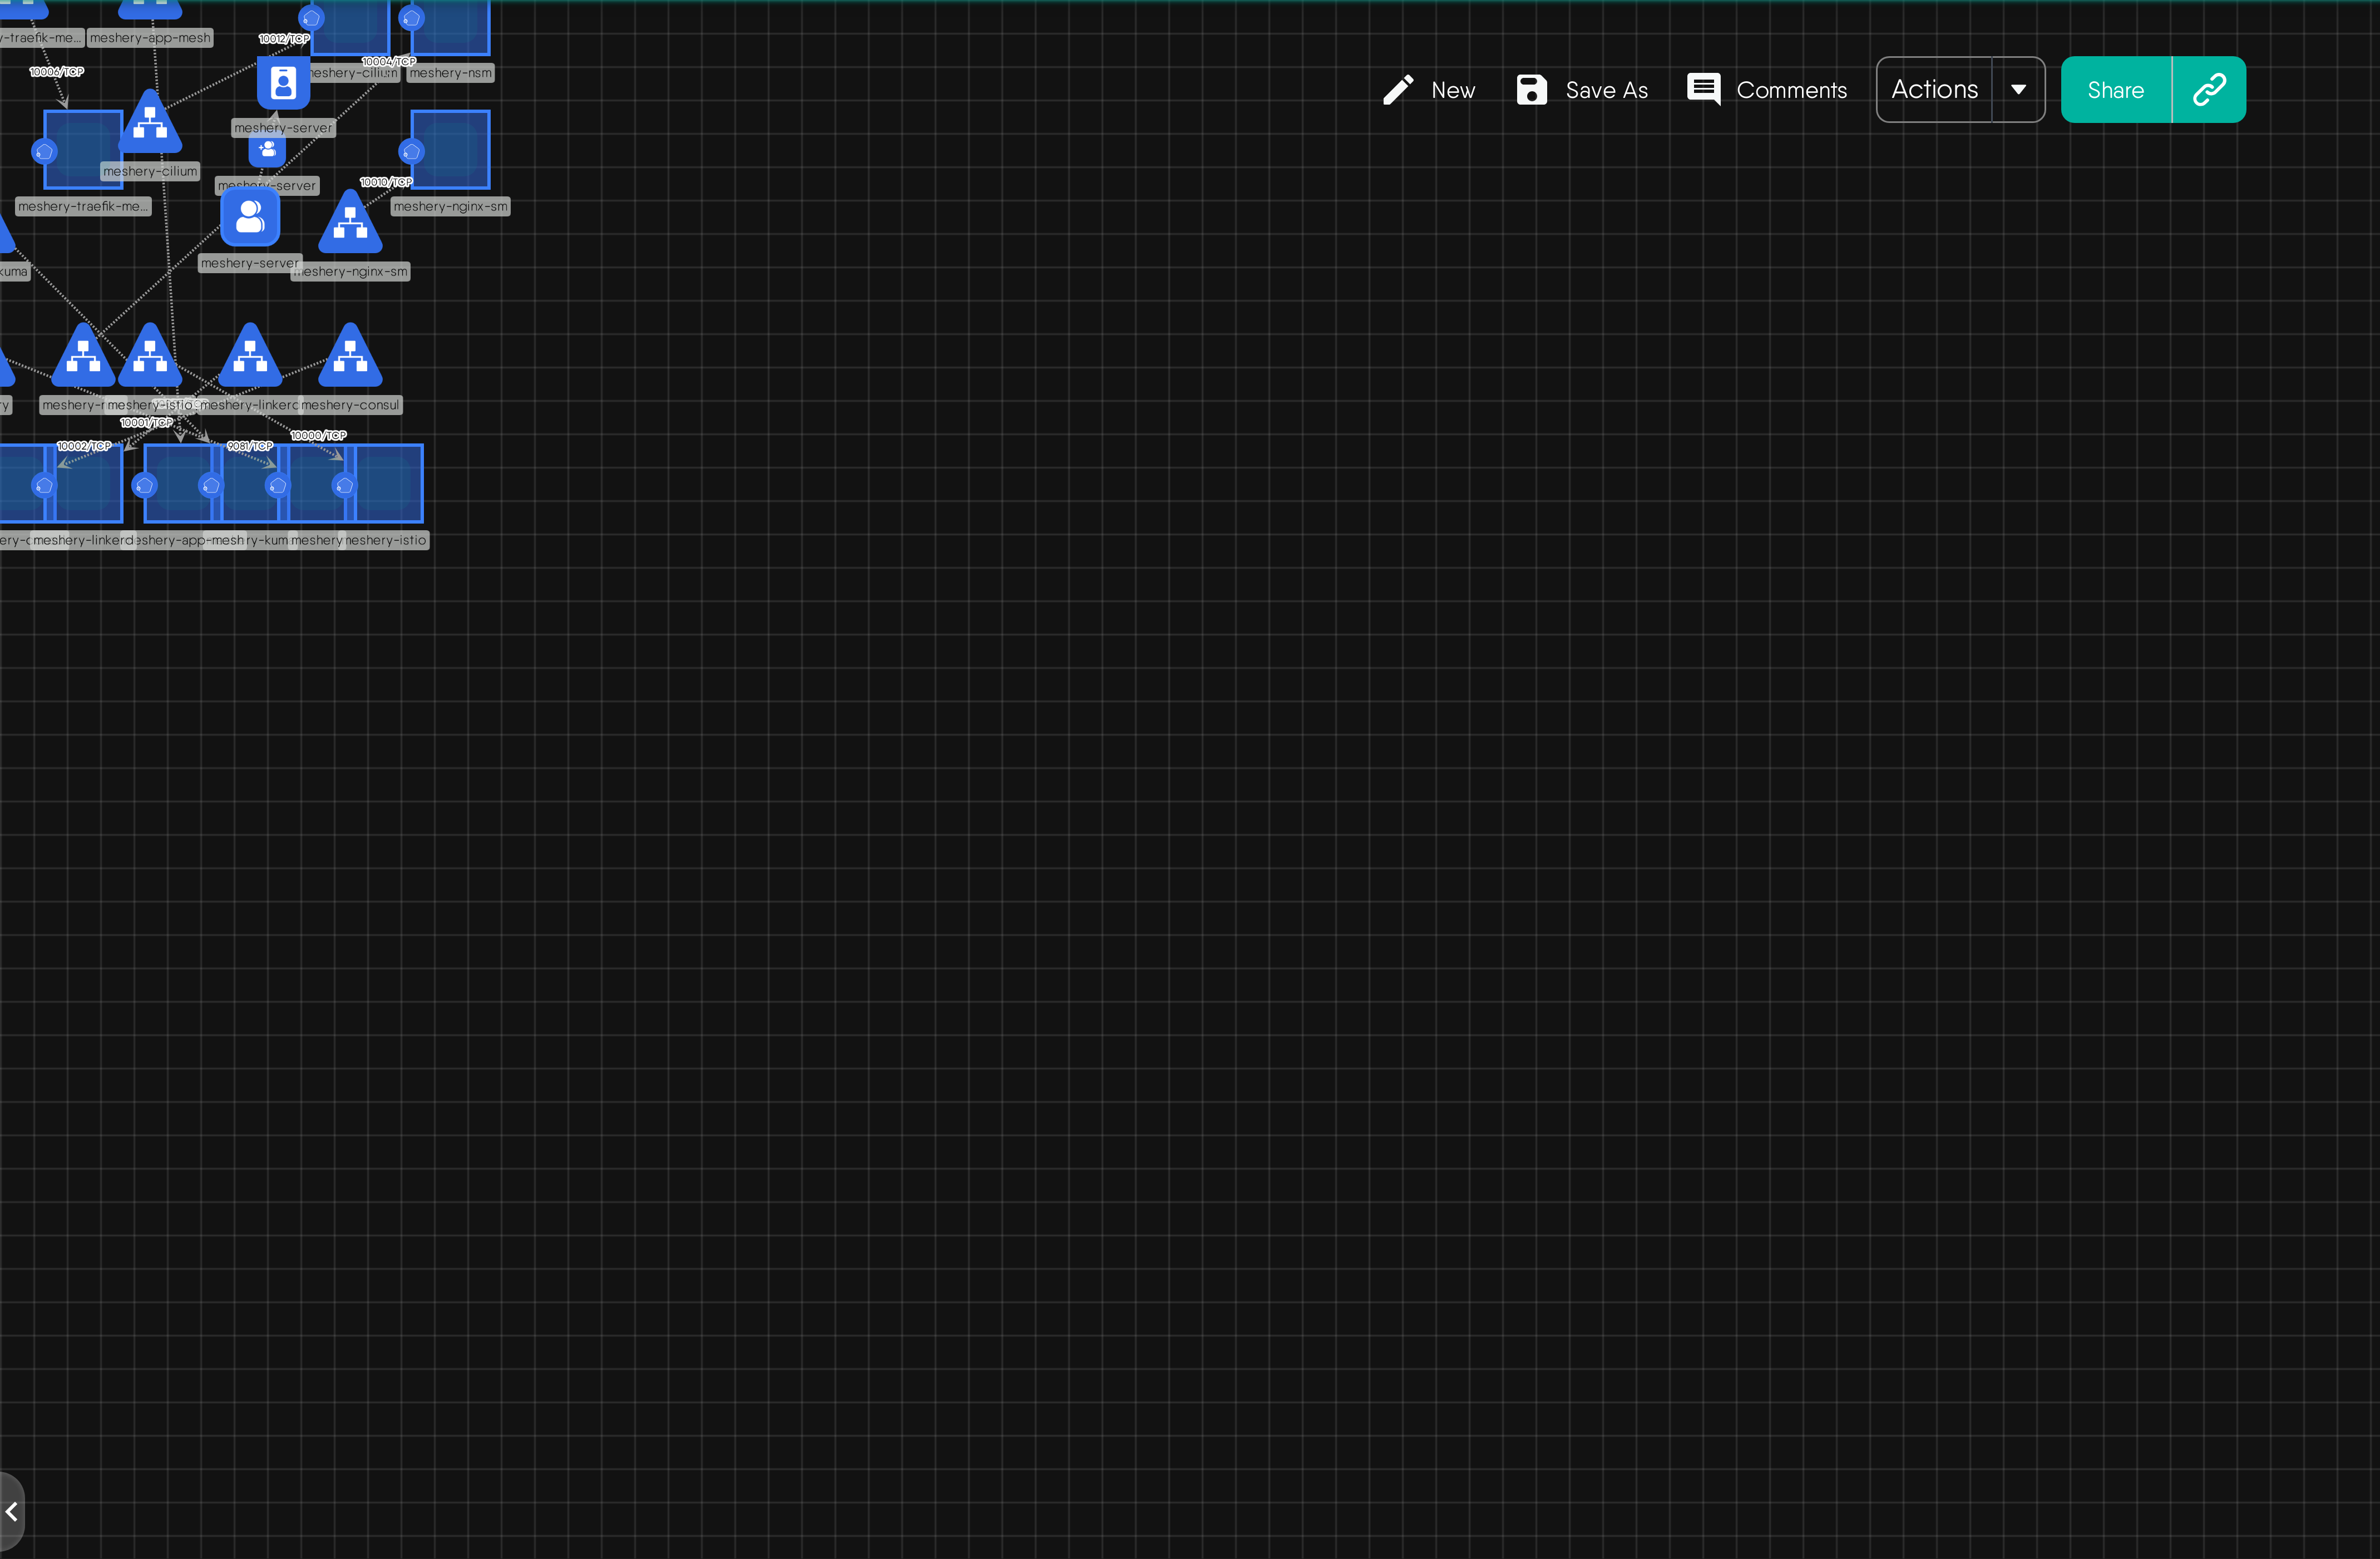 y-traefik-me...
meshery-app-mesh
10012/TCP
10004/TCP
10006/TCP
meshery-cilium
meshery-nsm
New
Save As
Comments
Actions
Share
meshery-server
meshery-cilium
meshery-server
10010/TCP
meshery-traefik-me...
meshery-nginx-sm
meshery-server
meshery-nginx-sm
kuma
meshery-istio
meshery-linkerd
meshery-consul
10001/TCP
10000/TCP
10002/TCP
9081/TCP
meshery-linkerd
eshery-app-mesh
ry-kum
meshery
meshery-istio